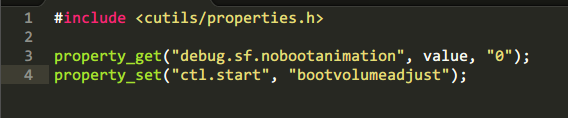 1 #include <cutils/properties.h>
2
3 property_get("debug.sf.nobootanimation", value, "0");
4 property_set("ctl.start", "bootvolumeadjust");